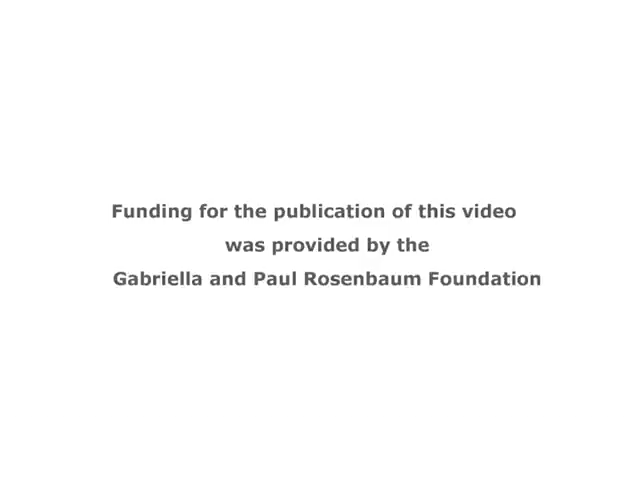 Funding for the publication of this video
was provided by the
Gabriella and Paul Rosenbaum Foundation